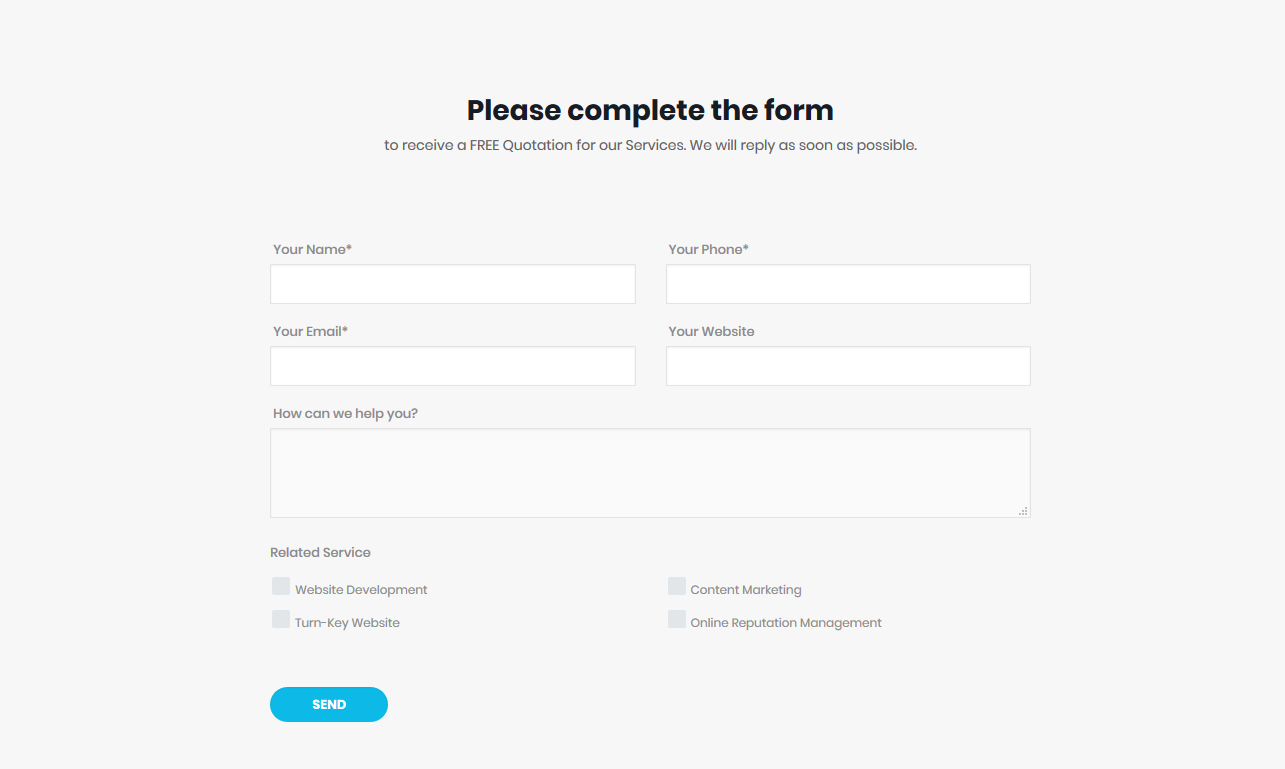 Please complete the form
to receive a FREE Quotation for our Services. We will reply as soon as possible.
Your Name*
Your Phone*
Your Email*
Your Website
How can we help you?
Related Service
Website Development
Content Marketing
Turn-Key Website
Online Reputation Management
SEND